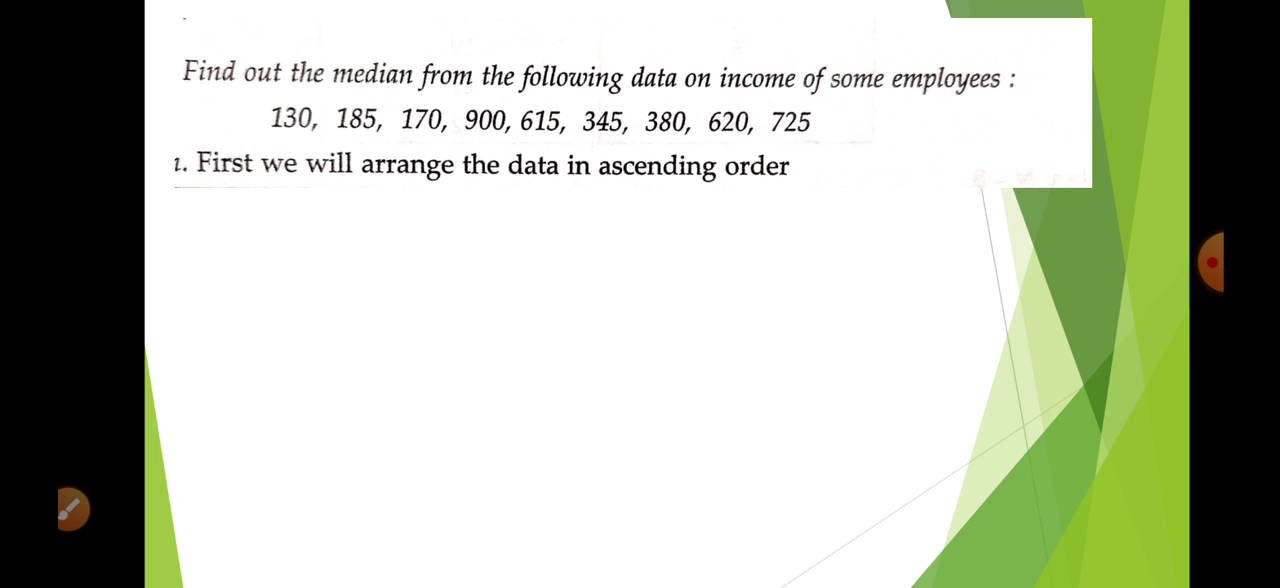 Find out the median from the following data on income of some employees :
130, 185, 170, 900, 615, 345, 380, 620, 725
1. First we will arrange the data in ascending order